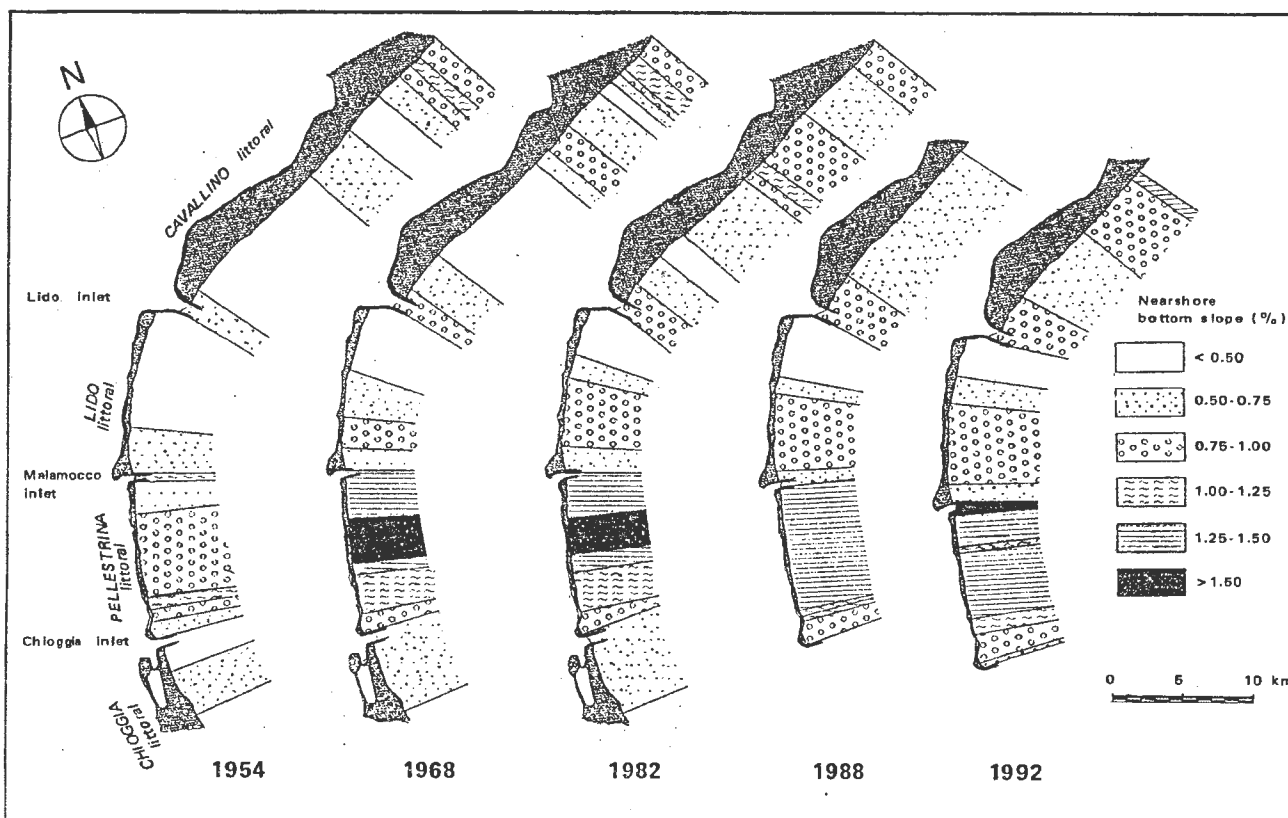 N
CAVALLINO littoral
Lido inlet
LIDO
littoral
Malamocco
inlet
PELLESTRINA
littoral
Chioggia inlet
CHIOGGIA
littoral
1954
1968
1982
1988
1992
Nearshore
bottom slope (%)
< 0.50
0.50-0.75
0.75-1.00
1.00-1.25
1.25-1.50
>1.50
0 5 10 km